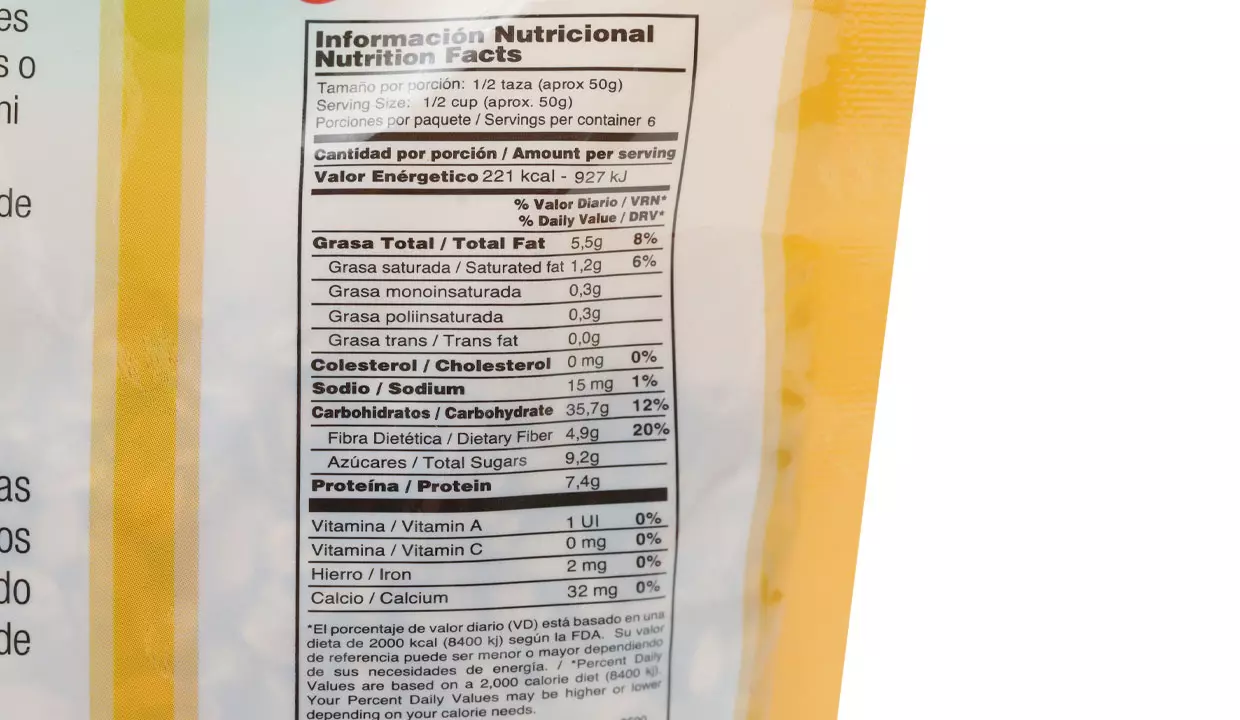 es
s o
ni
de
as
os
do
de
Información Nutricional
Nutrition Facts
Tamaño por porción: 1/2 taza (aprox 50g)
Serving Size: 1/2 cup (aprox. 50g)
Porciones por paquete / Servings per container 6
Cantidad por porción / Amount per serving
Valor Enérgetico 221 kcal - 927 kJ
% Valor Diario / VRN*
% Daily Value / DRV*
Grasa Total / Total Fat 5,5g 8%
Grasa saturada / Saturated fat 1,2g 6%
Grasa monoinsaturada 0,3g
Grasa poliinsaturada 0,3g
Grasa trans / Trans fat 0,0g
Colesterol / Cholesterol 0 mg 0%
Sodio / Sodium 15 mg 1%
Carbohidratos / Carbohydrate 35,7g 12%
Fibra Dietética / Dietary Fiber 4,9g 20%
Azúcares / Total Sugars 9,2g
Proteína / Protein 7,4g
Vitamina / Vitamin A 1 UI 0%
Vitamina / Vitamin C 0 mg 0%
Hierro / Iron 2 mg 0%
Calcio / Calcium 32 mg 0%
*El porcentaje de valor diario (VD) está basado en una
dieta de 2000 kcal (8400 kj) según la FDA. Su valor
de referencia puede ser menor o mayor dependiendo
de sus necesidades de energía. / *Percent Daily
Values are based on a 2,000 calorie diet (8400 kj).
Your Percent Daily Values may be higher or lower
depending on your calorie needs.